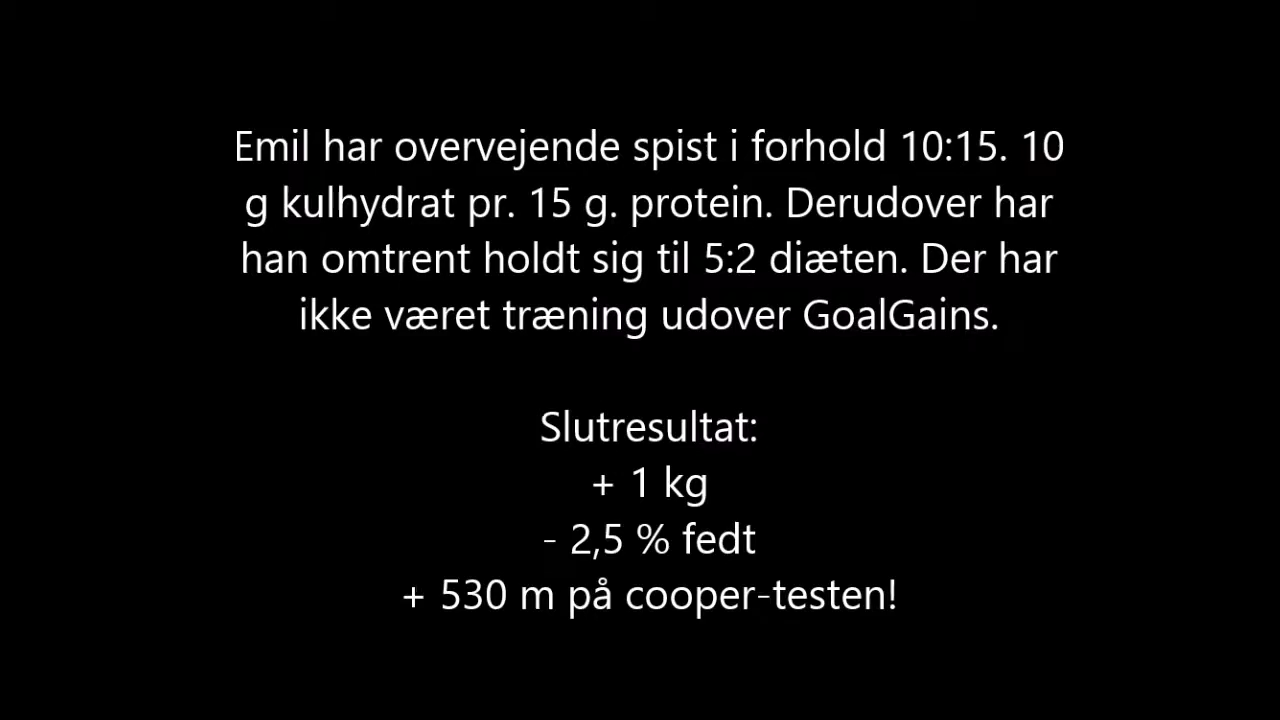 Emil har overvejende spist i forhold 10:15. 10
g kulhydrat pr. 15 g. protein. Derudover har
han omtrent holdt sig til 5:2 diæten. Der har
ikke været træning udover GoalGains.
Slutresultat:
+ 1 kg
- 2,5 % fedt
+ 530 m på cooper-testen!